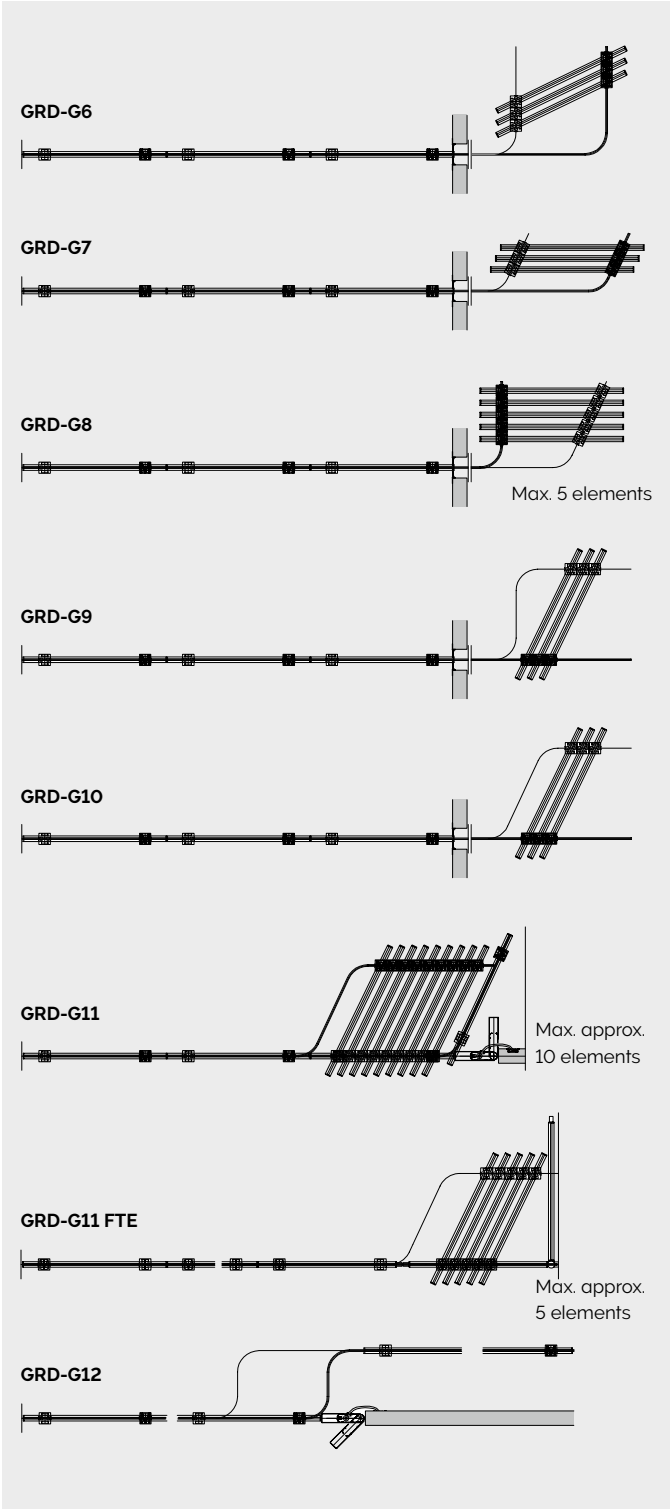 GRD-G6
GRD-G7
GRD-G8
Max. 5 elements
GRD-G9
GRD-G10
GRD-G11
Max. approx.
10 elements
GRD-G11 FTE
Max. approx.
5 elements
GRD-G12